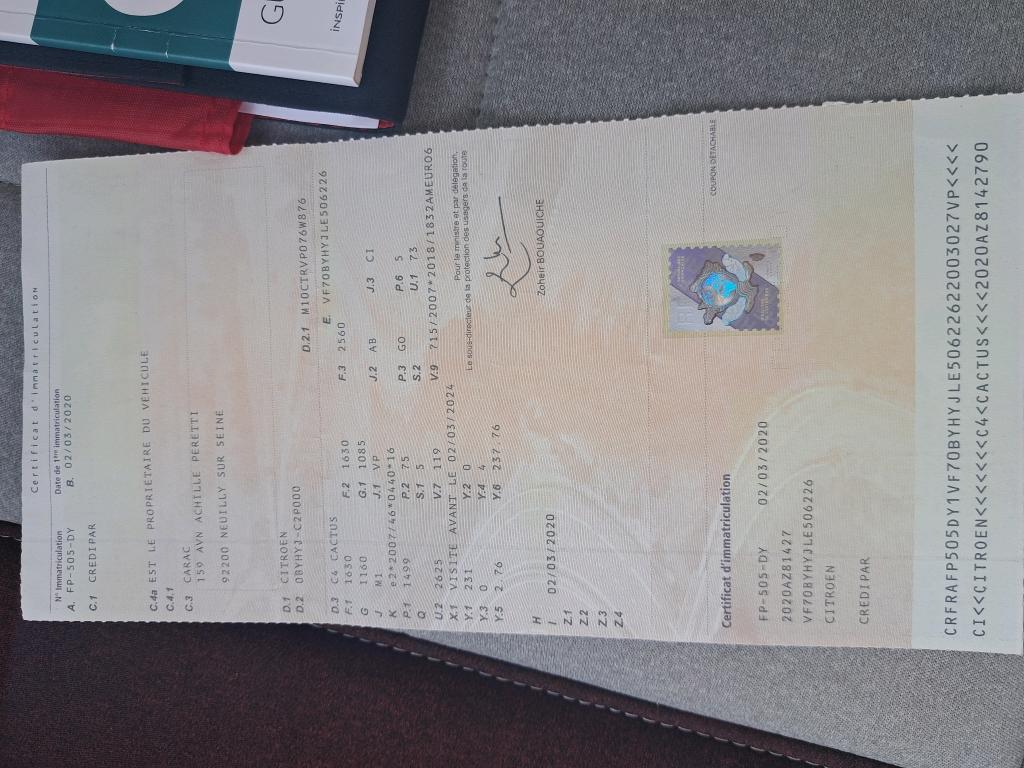 Certificat d'immatriculation
N° Immatriculation Date de 1ère immatriculation
A. FP-505-DY B. 02/03/2020
C.1 CREDIPAR
C.4a EST LE PROPRIETAIRE DU VEHICULE
C.4.1
C.3 CARAC
159 AVN ACHILLE PERETTI
92200 NEUILLY SUR SEINE
D.1 CITROEN
D.2 0BYHYJ-C2P000 D.2.1 M10CTRVP076W876
E. VF70BYHYJLE506226
D.3 C4 CACTUS
F.1 1630 F.2 1630 F.3 2560
G 1160 G.1 1085
J M1 J.1 VP J.2 AB J.3 CI
K e2*2007/46*0440*16
P.1 1499 P.2 75 P.3 GO P.6 5
Q S.1 5 S.2 U.1 73
U.2 2625 V.7 119 V.9 715/2007*2018/1832AMEURO6
X.1 VISITE AVANT LE 02/03/2024
Y.1 231 Y.2 0
Y.3 0 Y.4 4
Y.5 2.76 Y.6 237.76
Pour le ministre et par délégation,
Le sous-directeur de la protection des usagers de la route
Zoheir BOUAOUICHE
H
I 02/03/2020
Z.1
Z.2
Z.3
Z.4
COUPON DÉTACHABLE
Certificat d'immatriculation
FP-505-DY 02/03/2020
2020AZ81427
VF70BYHYJLE506226
CITROEN
CREDIPAR
CRFRAFP505DY1VF70BYHYJLE5062262200303027VP<<<<
CI<<CITROEN<<<<<<<C4<CACTUS<<<<2020AZ8142790